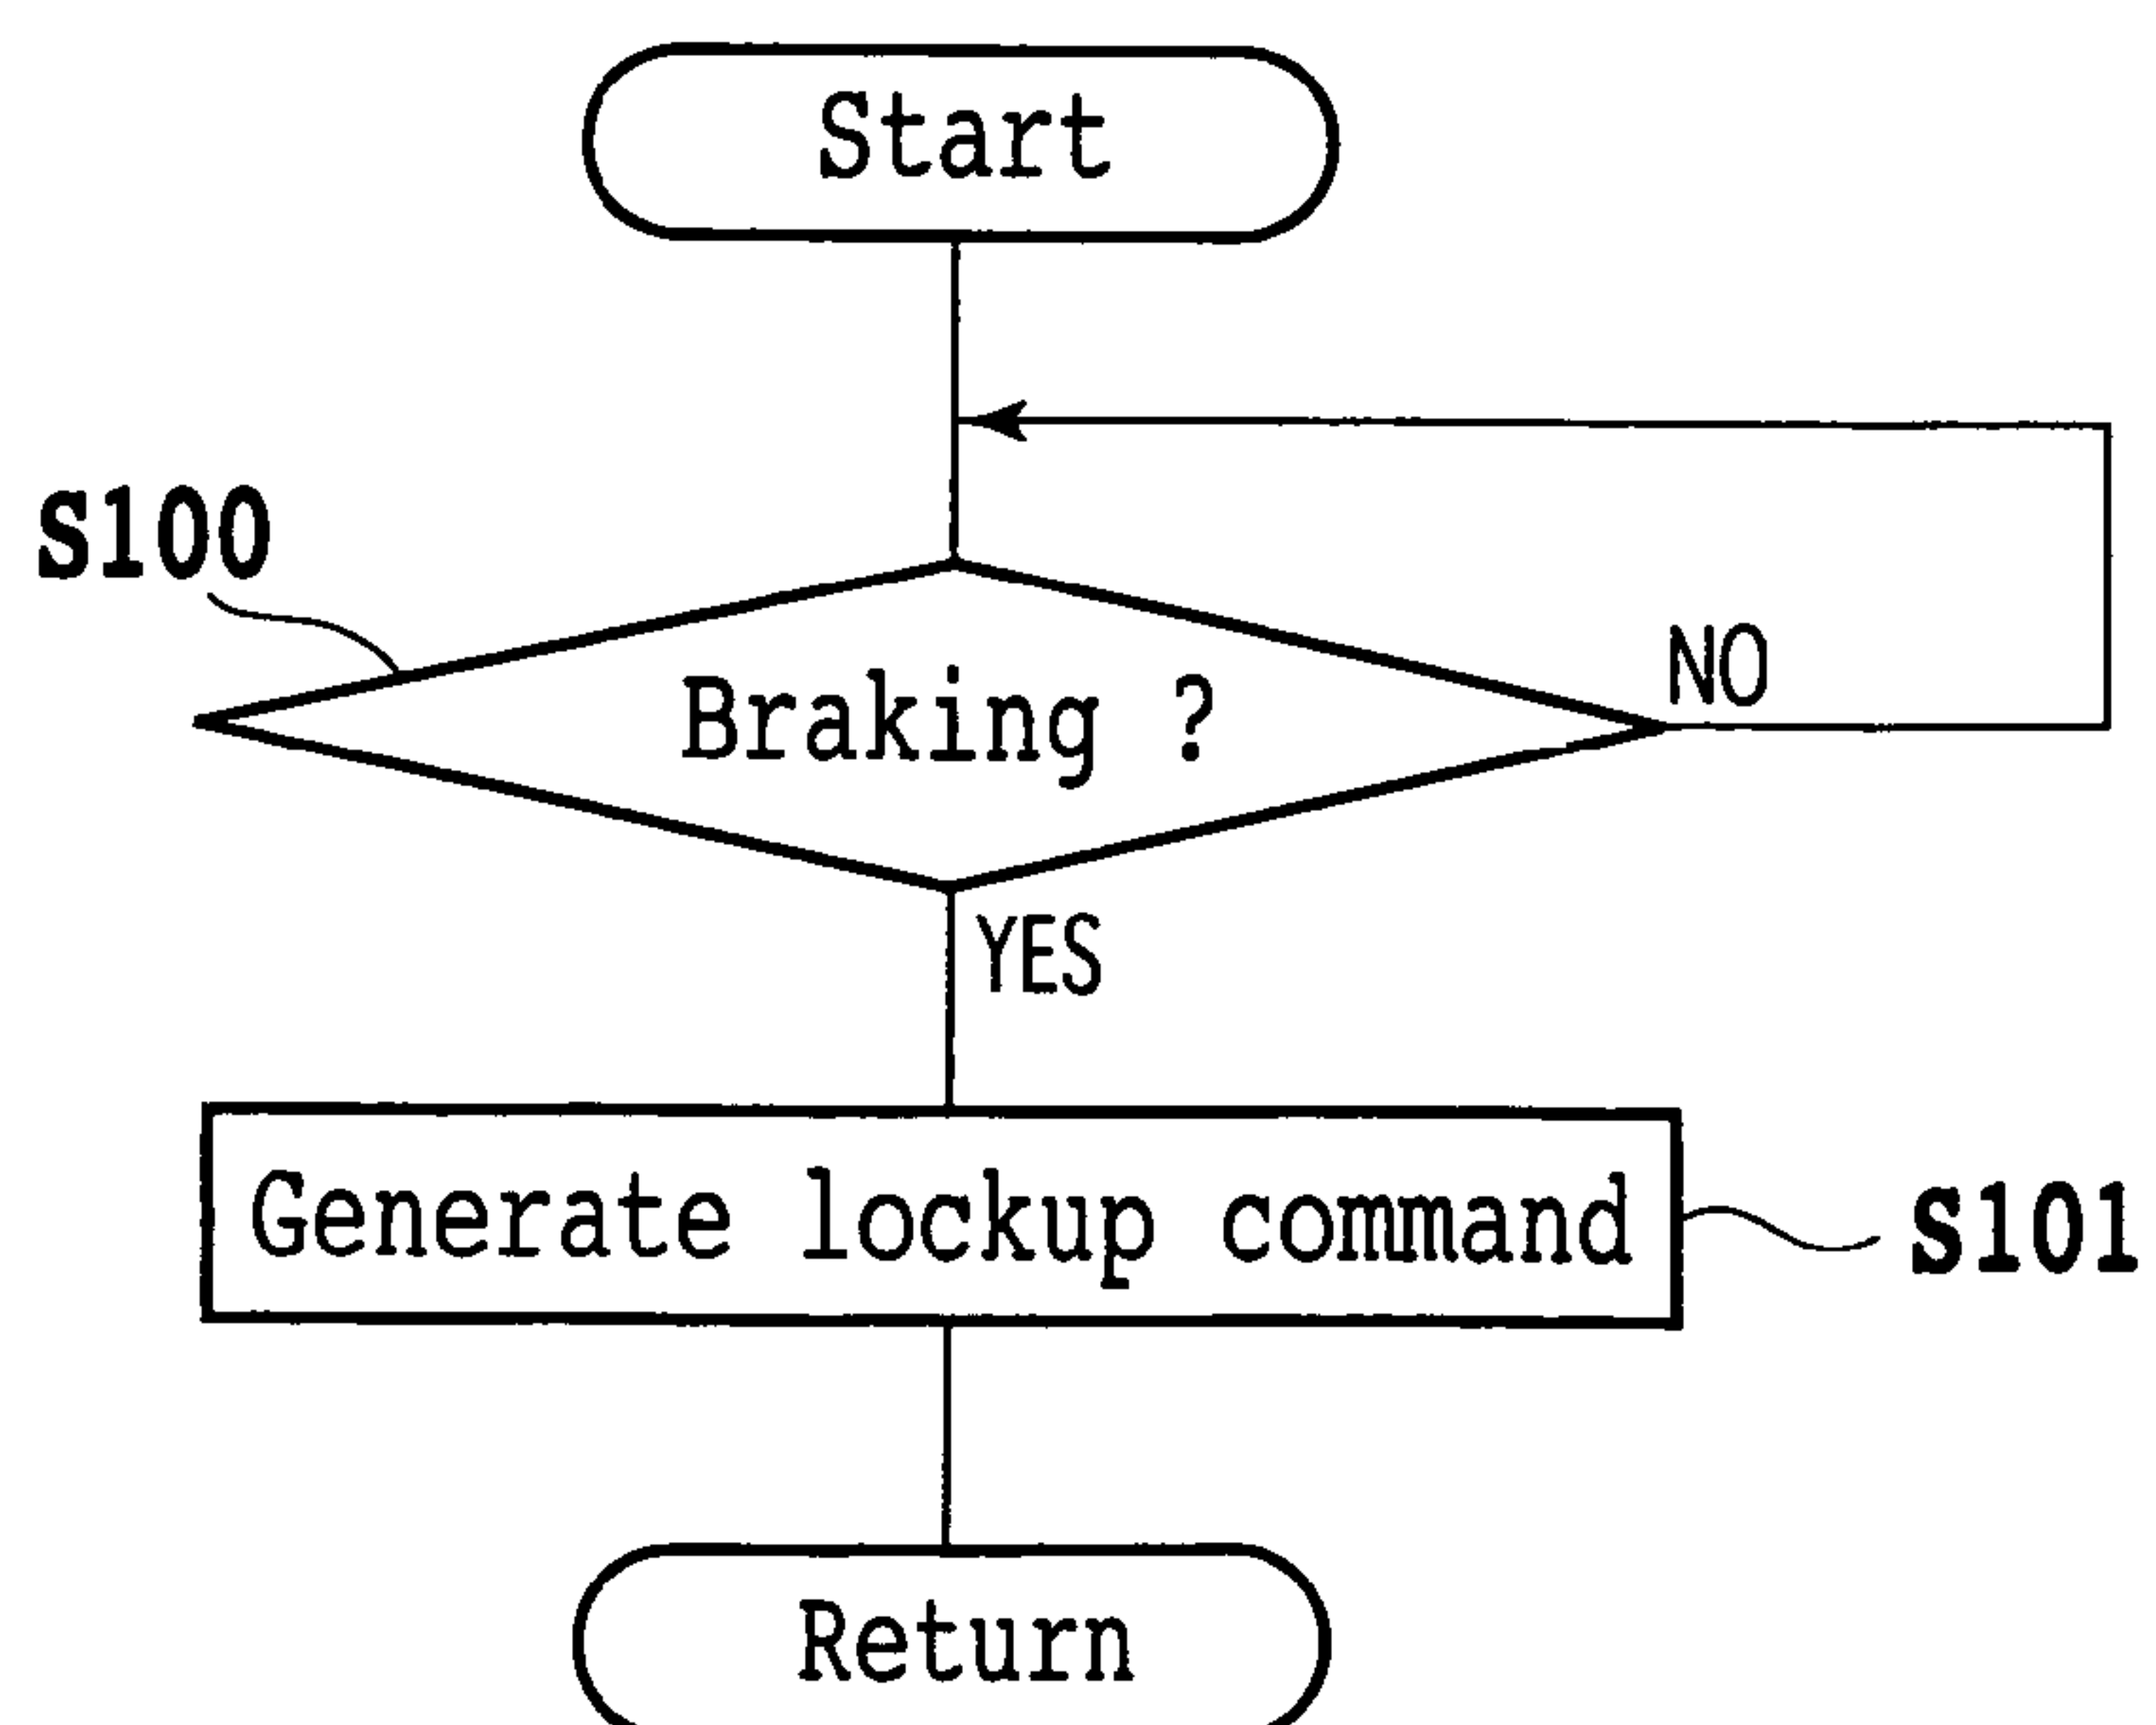 Start
S100
Braking ?
NO
YES
Generate lockup command
S101
Return